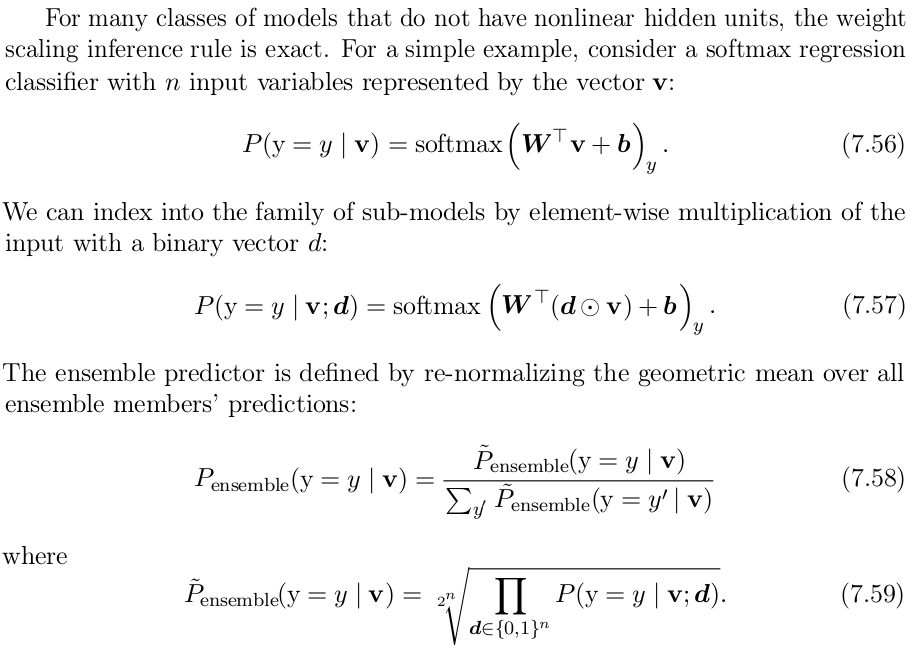 For many classes of models that do not have nonlinear hidden units, the weight
scaling inference rule is exact. For a simple example, consider a softmax regression
classifier with n input variables represented by the vector v:
P(y = y | v) = softmax(W⊤v + b)_y . (7.56)
We can index into the family of sub-models by element-wise multiplication of the
input with a binary vector d:
P(y = y | v; d) = softmax(W⊤(d ⊙ v) + b)_y . (7.57)
The ensemble predictor is defined by re-normalizing the geometric mean over all
ensemble members' predictions:
P_ensemble(y = y | v) = P̃_ensemble(y = y | v) / ∑_y′ P̃_ensemble(y = y′ | v) (7.58)
where
P̃_ensemble(y = y | v) = 2ⁿ√∏_{d∈{0,1}ⁿ} P(y = y | v; d). (7.59)